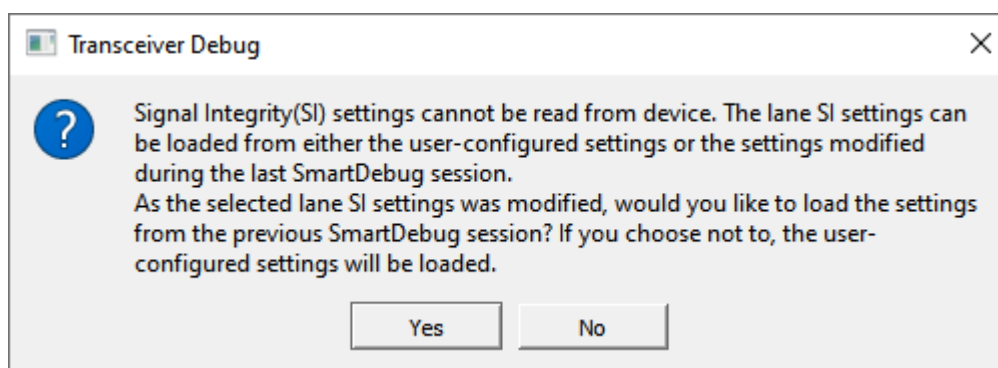 Transceiver Debug
Signal Integrity(SI) settings cannot be read from device. The lane SI settings can
be loaded from either the user-configured settings or the settings modified
during the last SmartDebug session.
As the selected lane SI settings was modified, would you like to load the settings
from the previous SmartDebug session? If you choose not to, the user-
configured settings will be loaded.
Yes
No